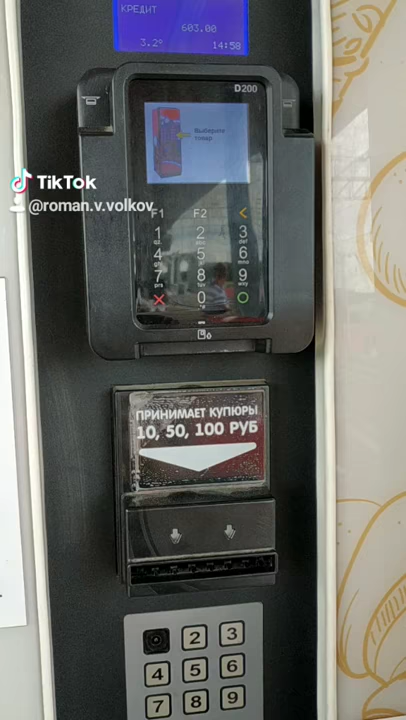 КРЕДИТ
603.00
3.2° 14:58
D200
Выберите
товар
TikTok
@roman.v.volkov
F1 F2 <
1 2 3
4 5 6
7 8 9
0
ПРИНИМАЕТ КУПЮРЫ
10, 50, 100 РУБ
2 3
4 5 6
7 8 9